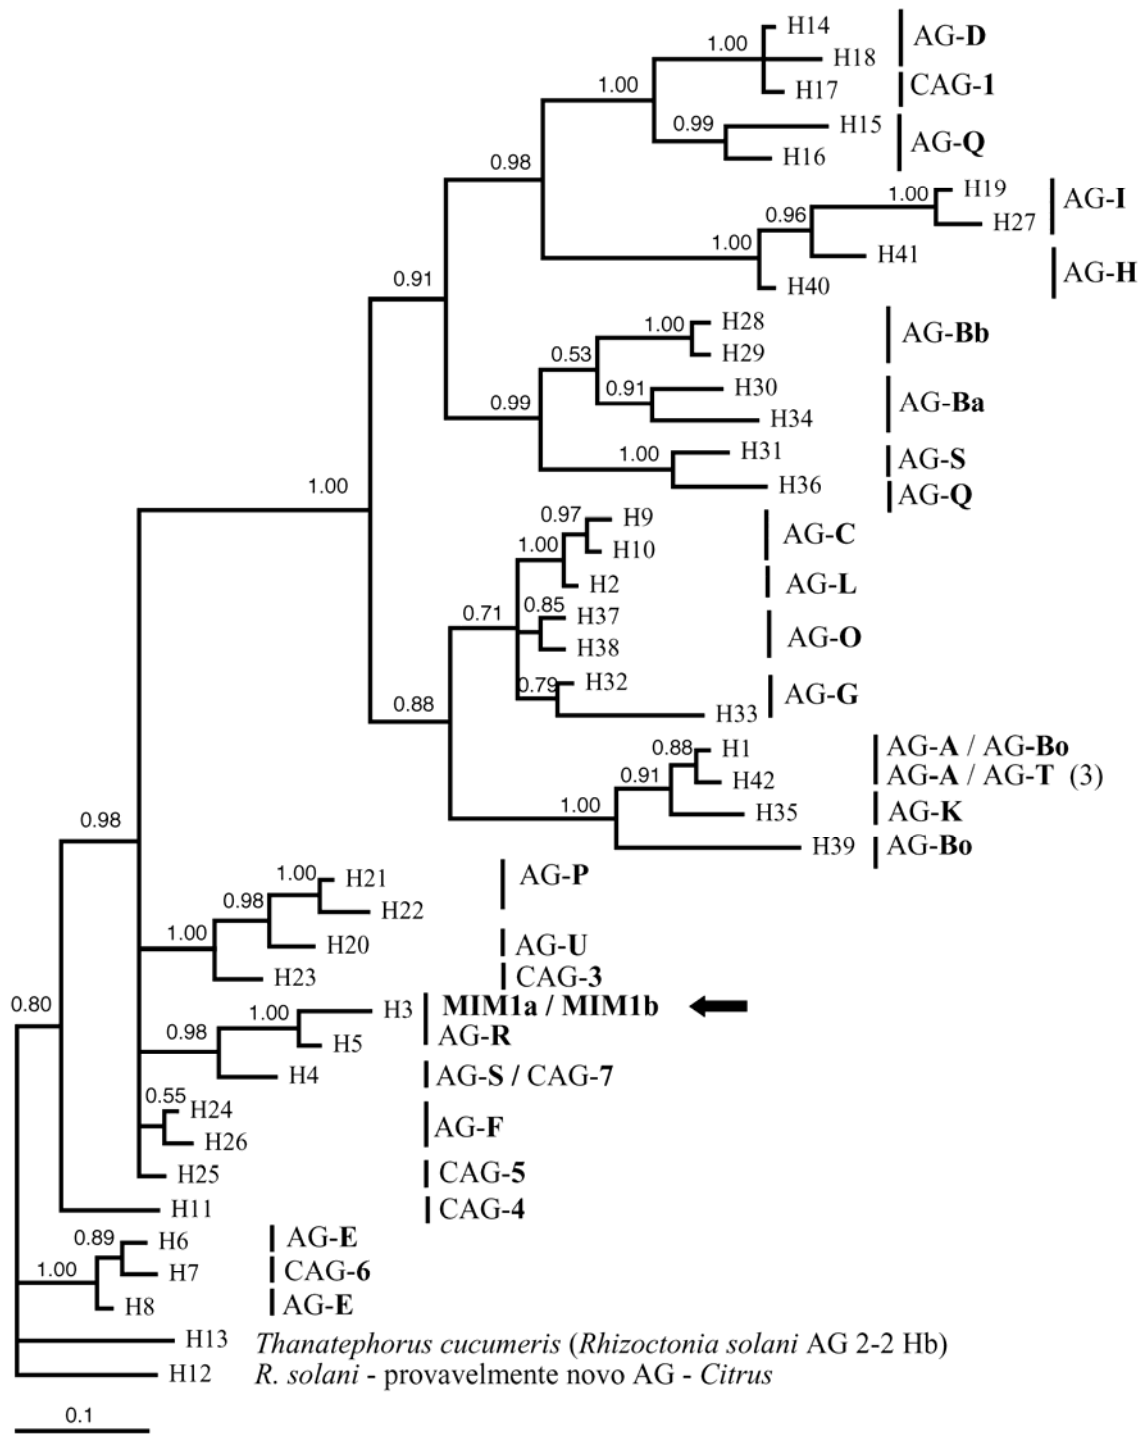 H14
1.00
AG-D
H18
1.00
H17
CAG-1
0.99
H15
AG-Q
H16
0.98
H19
1.00
AG-I
0.96
H27
1.00
H41
AG-H
H40
0.91
H28
1.00
AG-Bb
H29
0.53
H30
0.91
AG-Ba
H34
0.99
H31
1.00
AG-S
H36
AG-Q
1.00
H9
0.97
AG-C
H10
1.00
H2
AG-L
0.85
H37
0.71
AG-O
H38
H32
0.79
AG-G
H33
0.88
H1
0.88
AG-A / AG-Bo
H42
AG-A / AG-T (3)
0.91
H35
AG-K
1.00
H39
AG-Bo
0.98
H21
1.00
AG-P
H22
0.98
H20
AG-U
1.00
H23
CAG-3
0.80
H3
MIM1a / MIM1b
1.00
H5
AG-R
0.98
H4
AG-S / CAG-7
0.55
H24
AG-F
H26
H25
CAG-5
H11
CAG-4
0.89
H6
AG-E
H7
CAG-6
1.00
H8
AG-E
H13
Thanatephorus cucumeris (Rhizoctonia solani AG 2-2 Hb)
H12
R. solani - provavelmente novo AG - Citrus
0.1